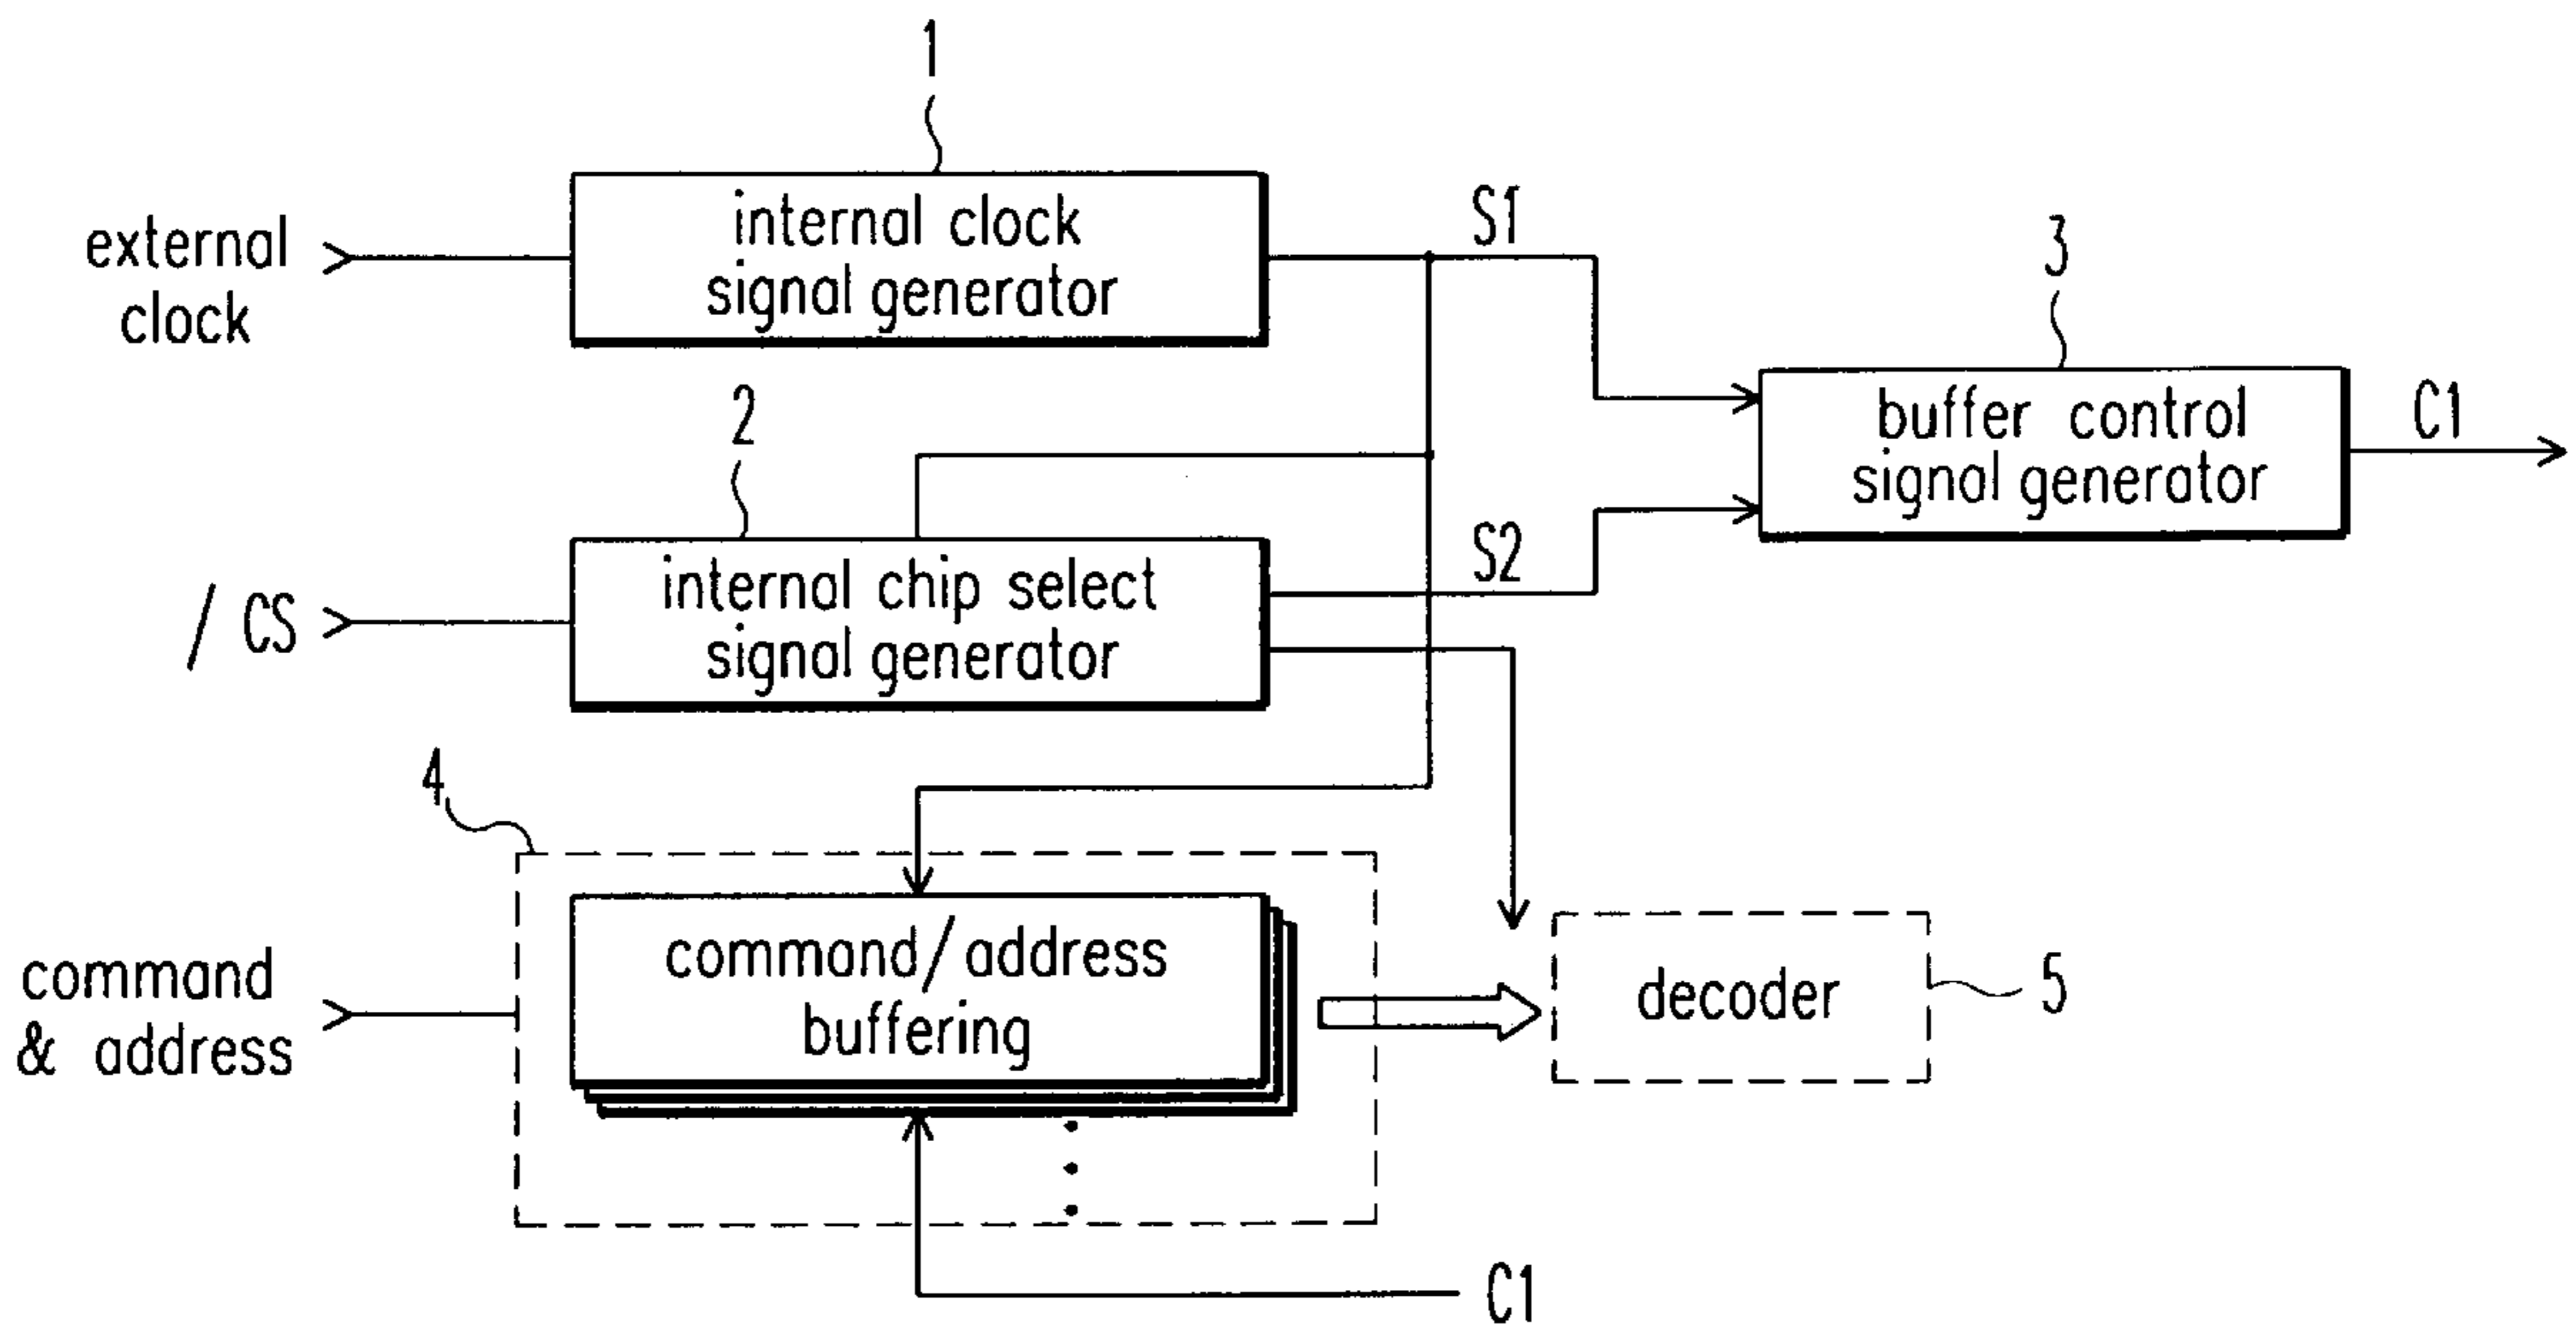 1
internal clock
signal generator
external
clock
S1
3
buffer control
signal generator
C1
2
internal chip select
signal generator
/ CS
S2
4
command/address
buffering
command
& address
decoder
5
C1